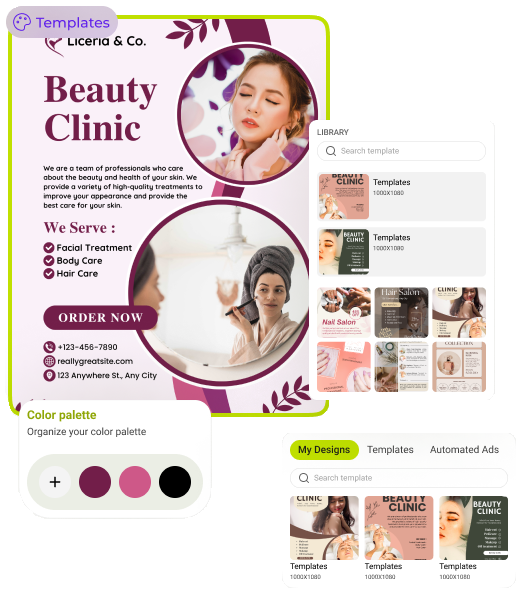 Templates
Liceria & Co.
Beauty
Clinic
We are a team of professionals who care
about the beauty and health of your skin. We
provide a variety of high-quality treatments to
improve your appearance and provide the
best care for your skin.
We Serve :
Facial Treatment
Body Care
Hair Care
ORDER NOW
+123-456-7890
reallygreatsite.com
123 Anywhere St., Any City
LIBRARY
Search template
BEAUTY
CLINIC
Templates
1000X1080
BEAUTY
CLINIC
Templates
1000X1080
Nail Salon
Hair Salon
CLINIC
COLLECTION
Color palette
Organize your color palette
+
My Designs
Templates
Automated Ads
Search template
CLINIC
BEAUTY
CLINIC
BEAUTY
CLINIC
Templates
1000X1080
Templates
1000X1080
Templates
1000X1080